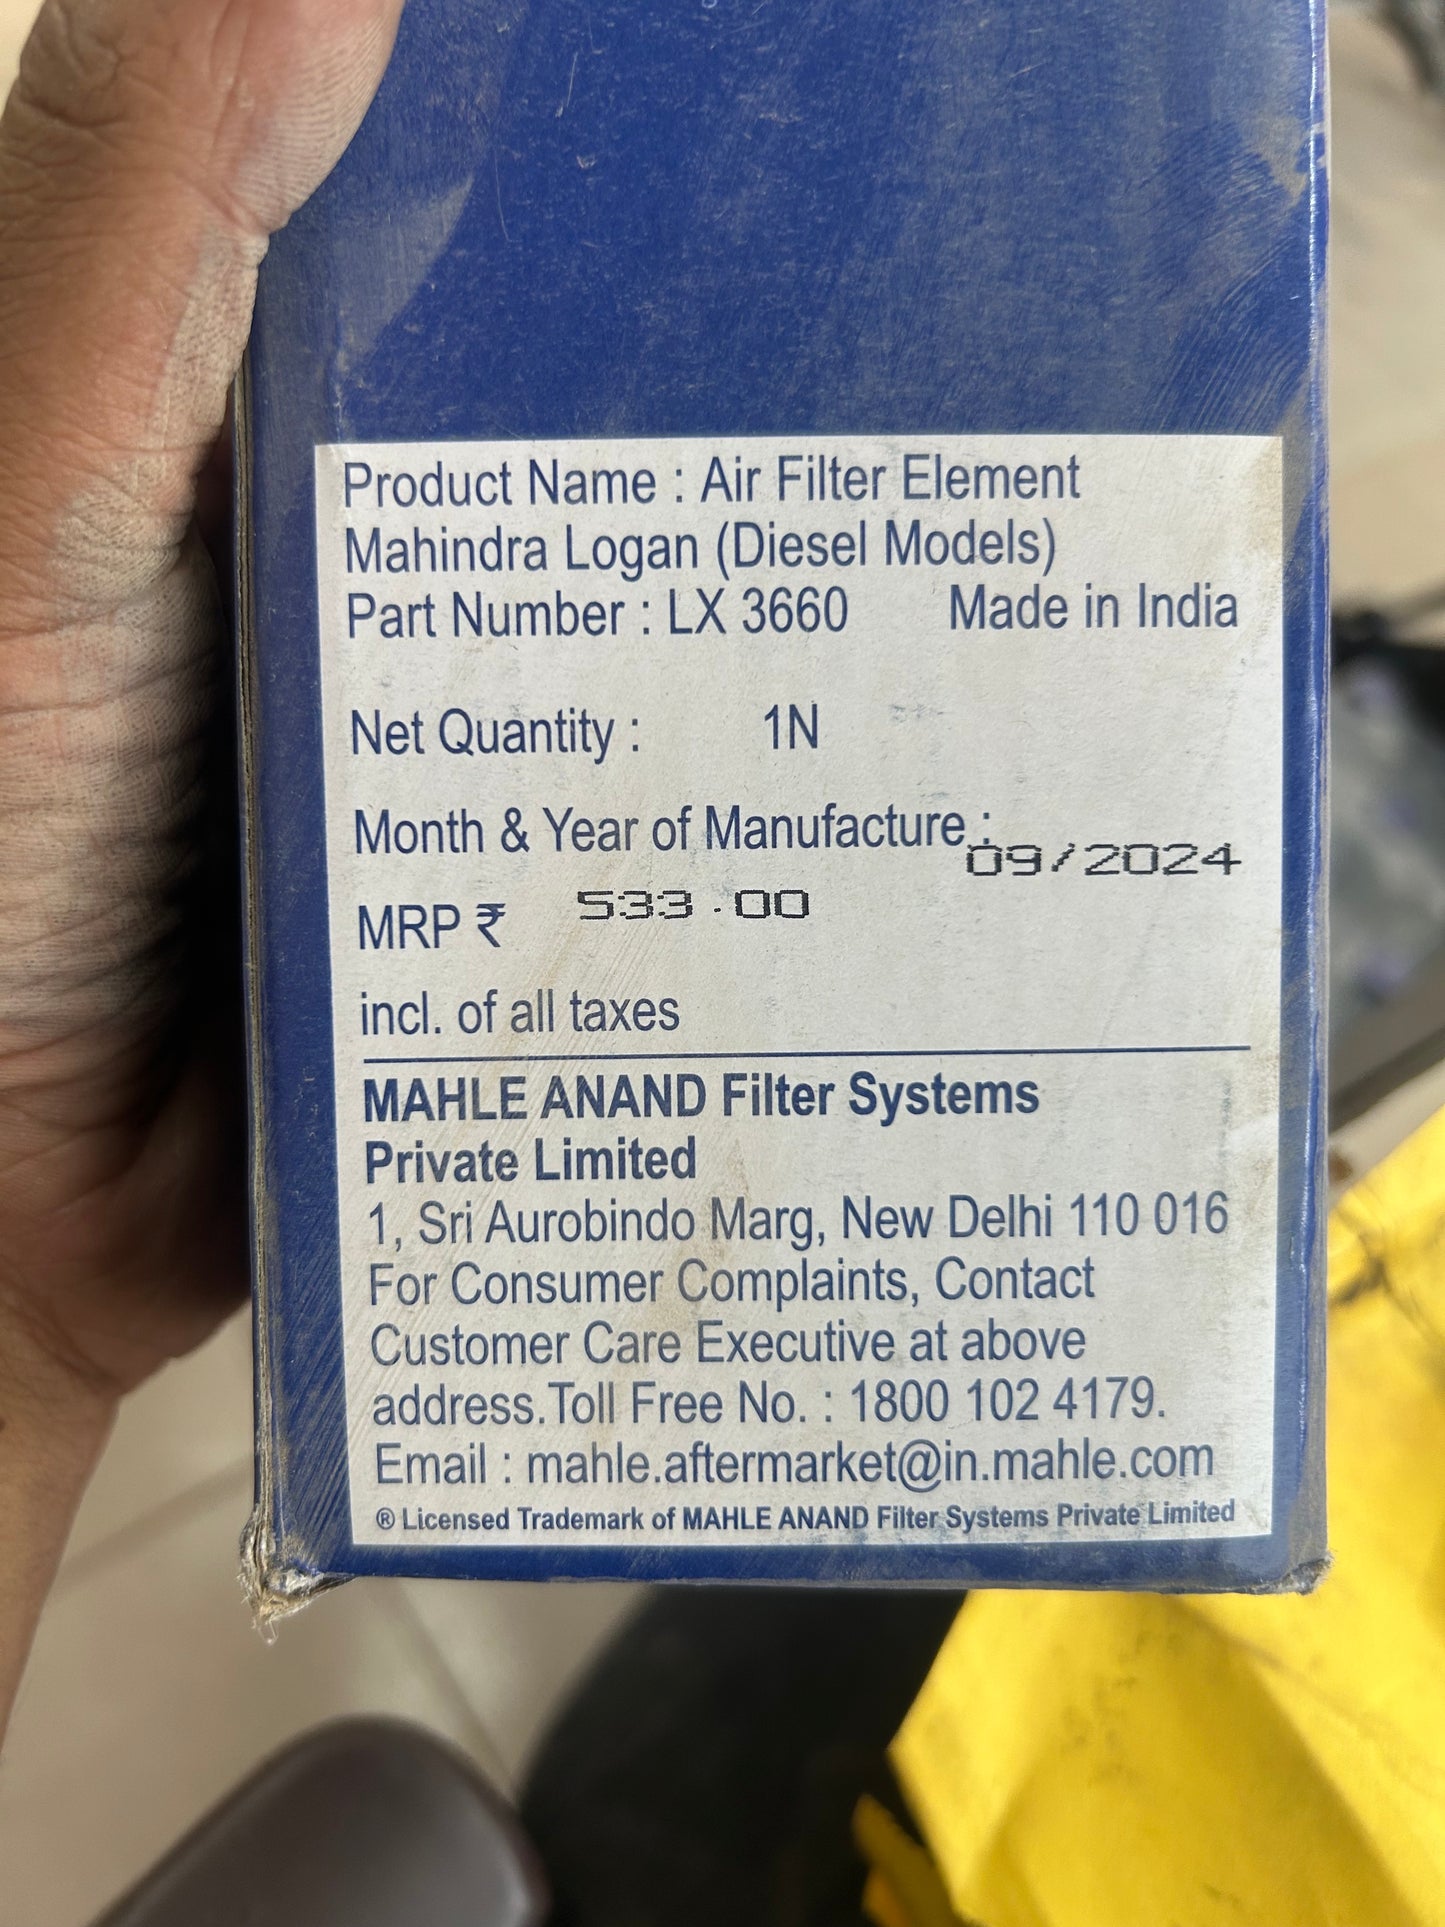 Product Name : Air Filter Element
Mahindra Logan (Diesel Models)
Part Number : LX 3660 Made in India
Net Quantity : 1N
Month & Year of Manufacture :
09/2024
MRP ₹ 533.00
incl. of all taxes
MAHLE ANAND Filter Systems
Private Limited
1, Sri Aurobindo Marg, New Delhi 110 016
For Consumer Complaints, Contact
Customer Care Executive at above
address.Toll Free No. : 1800 102 4179.
Email : mahle.aftermarket@in.mahle.com
® Licensed Trademark of MAHLE ANAND Filter Systems Private Limited